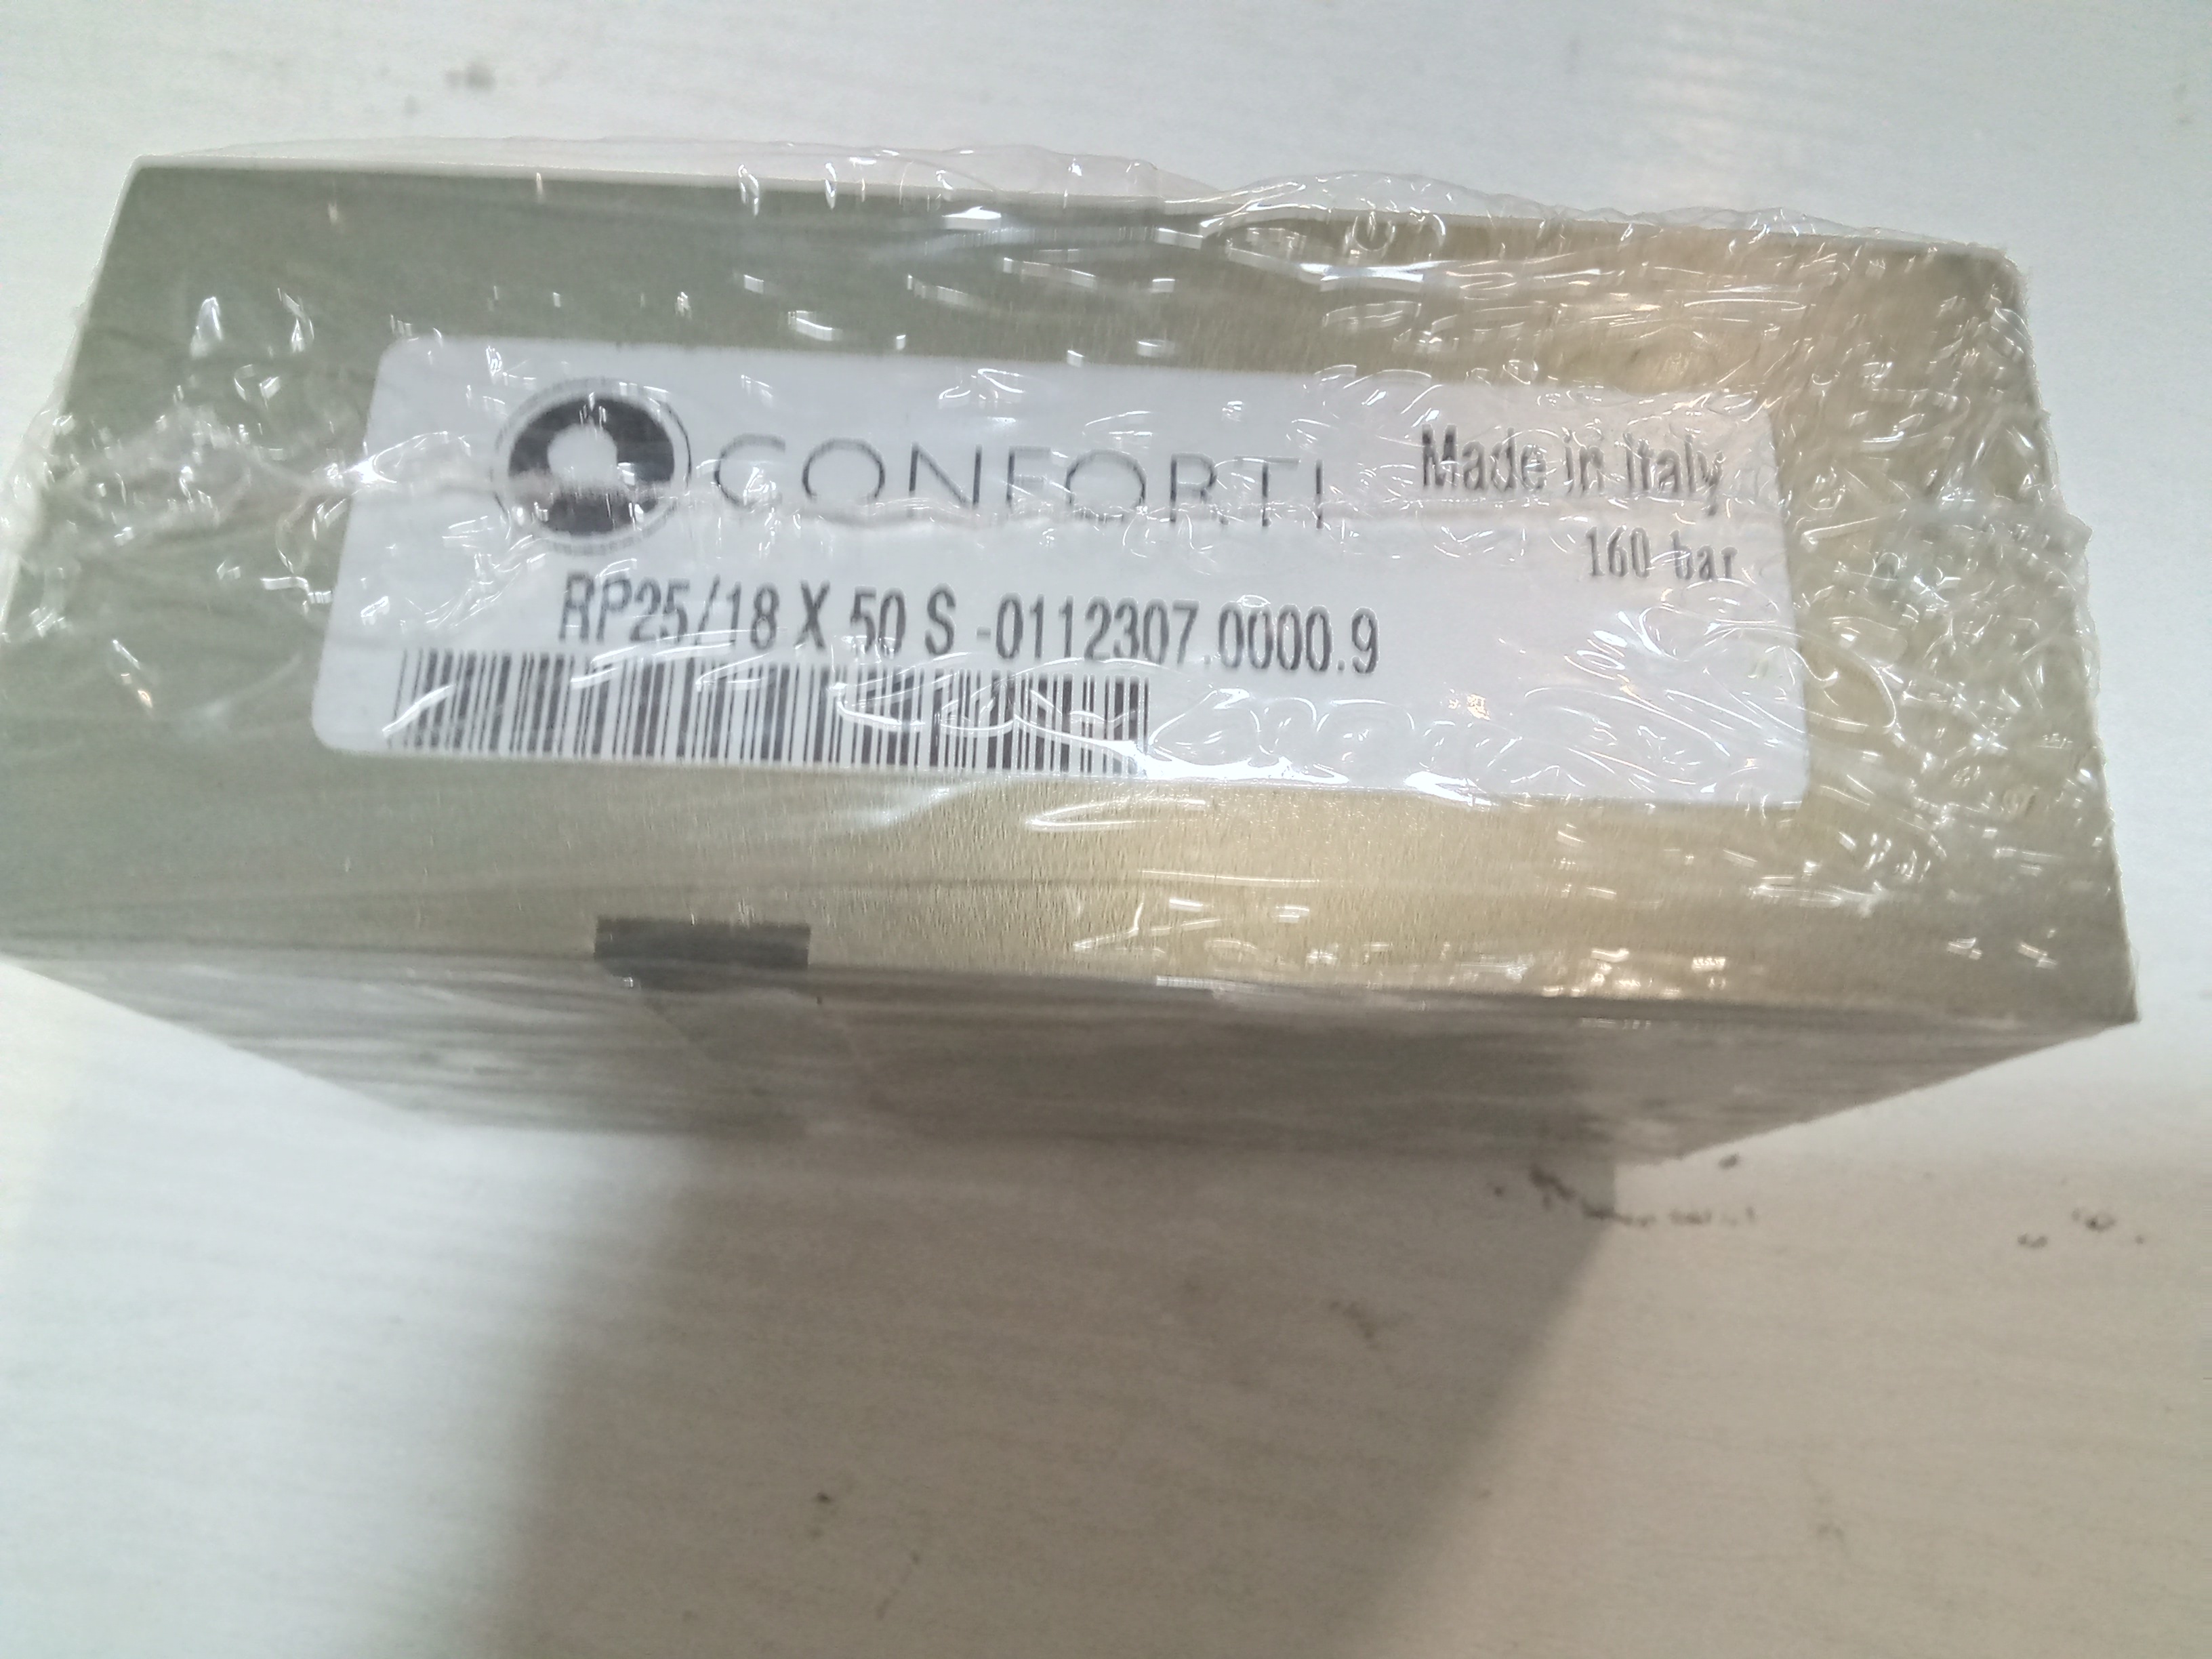 CONFORTI
Made in Italy
160 bar
RP25/18 X 50 S -0112307.0000.9